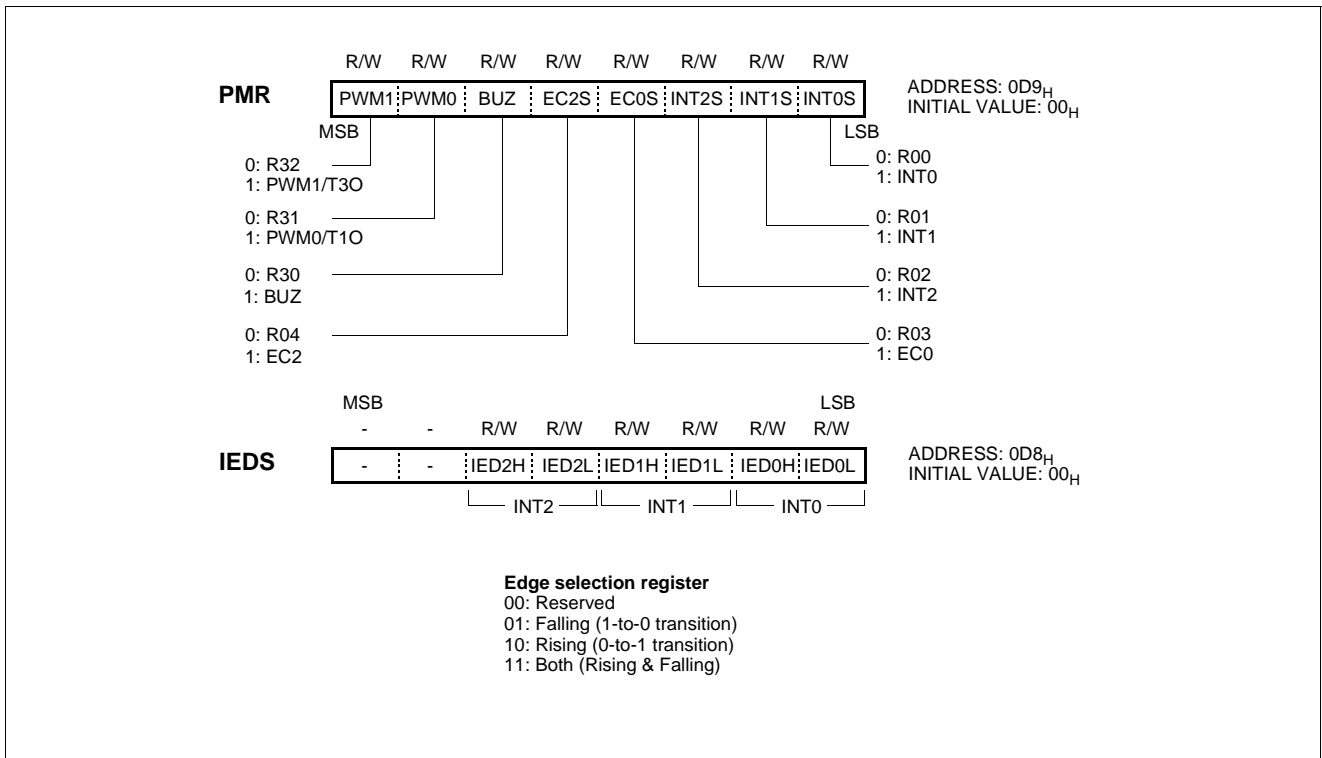 R/W R/W R/W R/W R/W R/W R/W R/W
PMR PWM1 PWM0 BUZ EC2S EC0S INT2S INT1S INT0S ADDRESS: 0D9H
INITIAL VALUE: 00H
MSB LSB
0: R32
1: PWM1/T3O
0: R00
1: INT0
0: R31
1: PWM0/T1O
0: R01
1: INT1
0: R30
1: BUZ
0: R02
1: INT2
0: R04
1: EC2
0: R03
1: EC0
MSB LSB
- - R/W R/W R/W R/W R/W R/W
IEDS - - IED2H IED2L IED1H IED1L IED0H IED0L ADDRESS: 0D8H
INITIAL VALUE: 00H
INT2 INT1 INT0
Edge selection register
00: Reserved
01: Falling (1-to-0 transition)
10: Rising (0-to-1 transition)
11: Both (Rising & Falling)